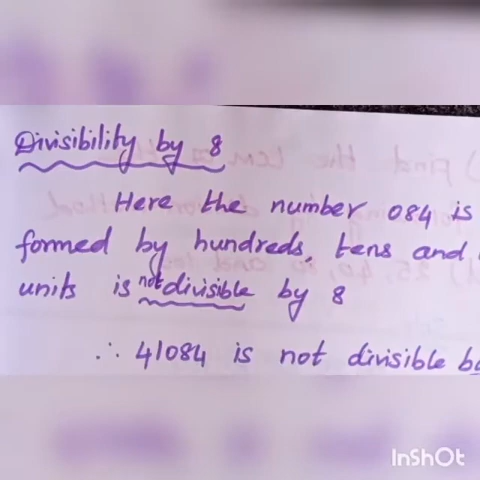 Divisibility by 8
Here the number 084 is
formed by hundreds, tens and
units is not divisible by 8
∴ 41084 is not divisible by
InShOt